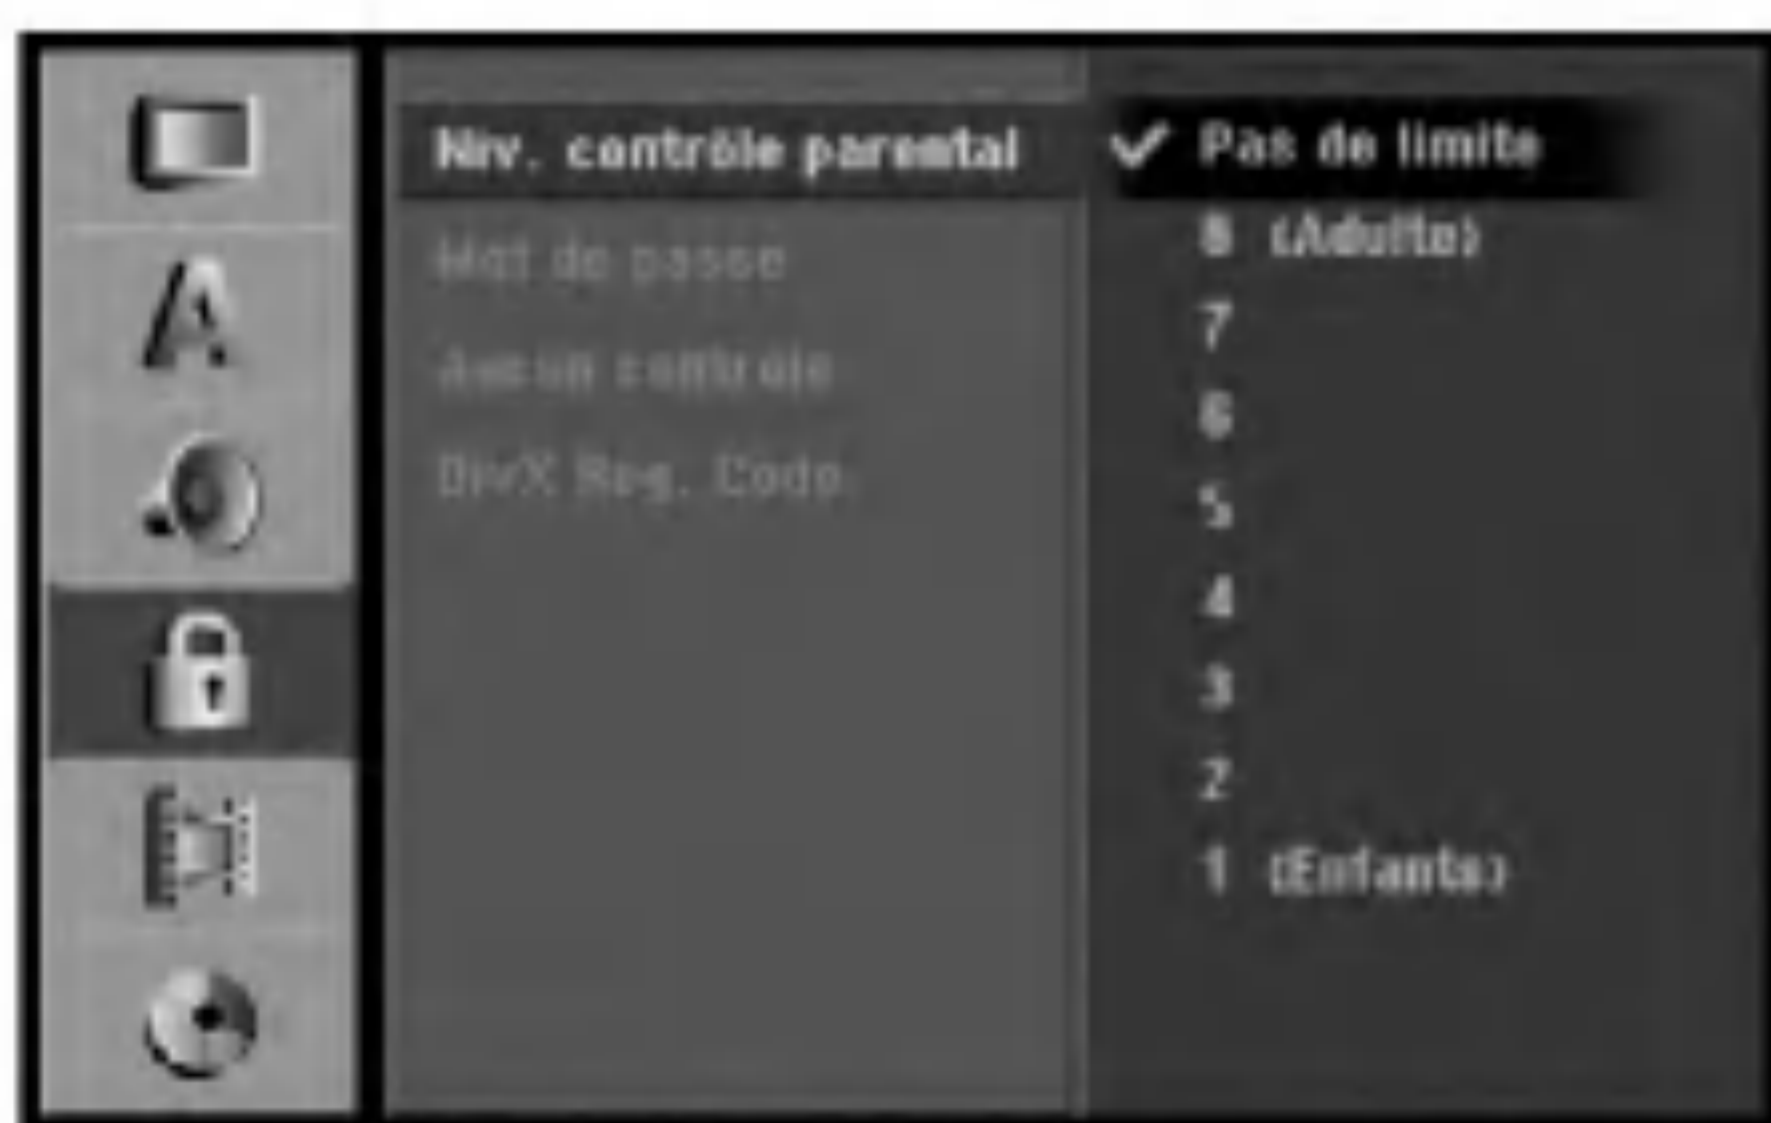 A
Niv. contrôle parental
Mot de passe
Aucun contrôle
DivX Reg. Code
Pas de limite
8 (Adulte)
7
6
5
4
3
2
1 (Enfants)